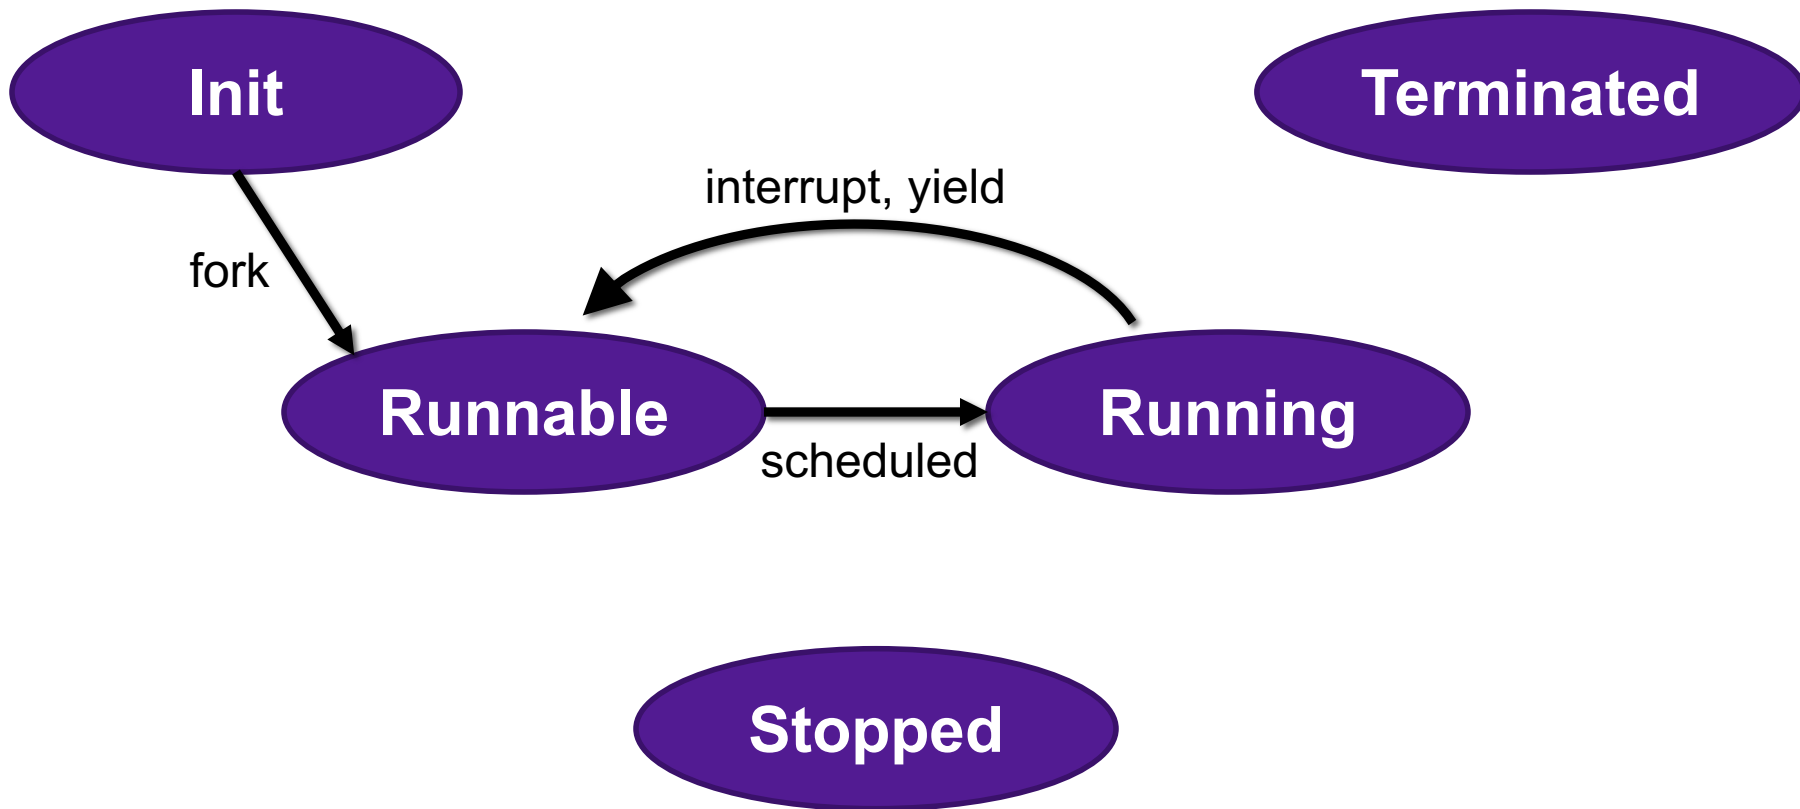 Init
Terminated
interrupt, yield
fork
Runnable
Running
scheduled
Stopped